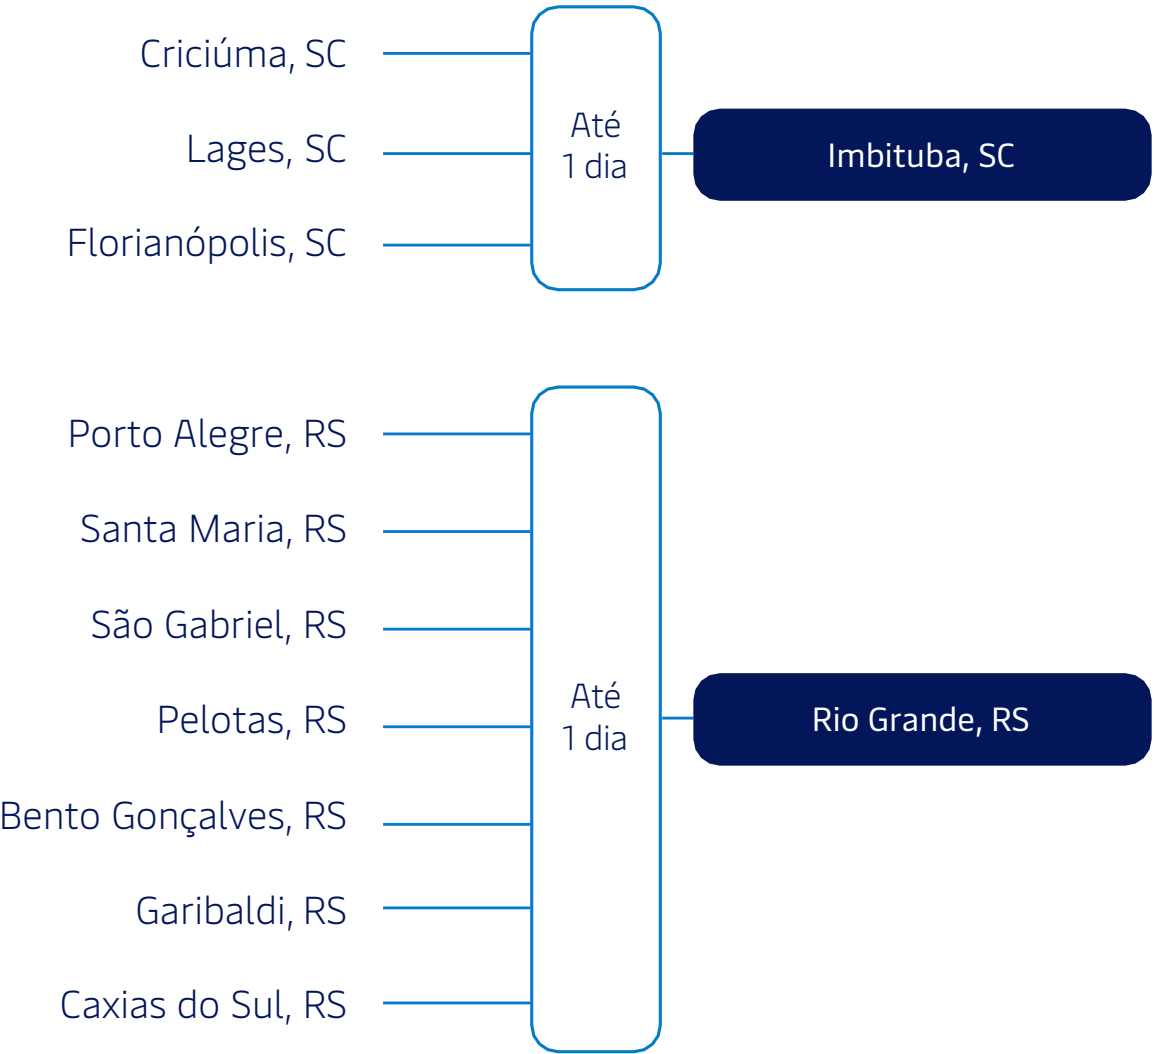 Criciúma, SC
Lages, SC
Florianópolis, SC
Até
1 dia
Imbituba, SC
Porto Alegre, RS
Santa Maria, RS
São Gabriel, RS
Pelotas, RS
Bento Gonçalves, RS
Garibaldi, RS
Caxias do Sul, RS
Até
1 dia
Rio Grande, RS